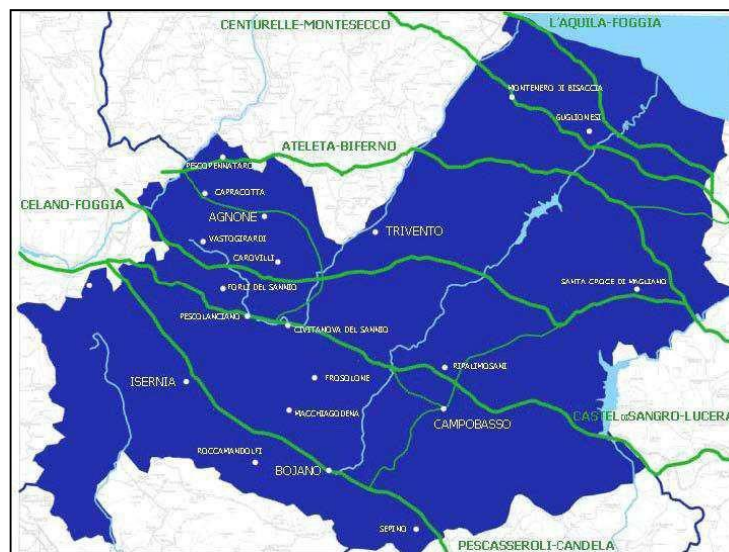 CENTURELLE-MONTESECCO
L'AQUILA-FOGGIA
MONTENERO DI BISACCIA
GUGLIONESI
ATELETA-BIFERNO
PESCOPENNATARO
CAPRACOTTA
CELANO-FOGGIA
AGNONE
TRIVENTO
VASTOGIRARDI
CAROVILLI
FORLI DEL SANNIO
SANTA CROCE DI MAGLIANO
PESCOLANCIANO
CIVITANOVA DEL SANNIO
RIPALIMOSANI
ISERNIA
FROSOLONE
MACCHIAGODENA
CAMPOBASSO
CASTEL DI SANGRO-LUCERA
ROCCAMANDOLFI
BOJANO
SEPINO
PESCASSEROLI-CANDELA